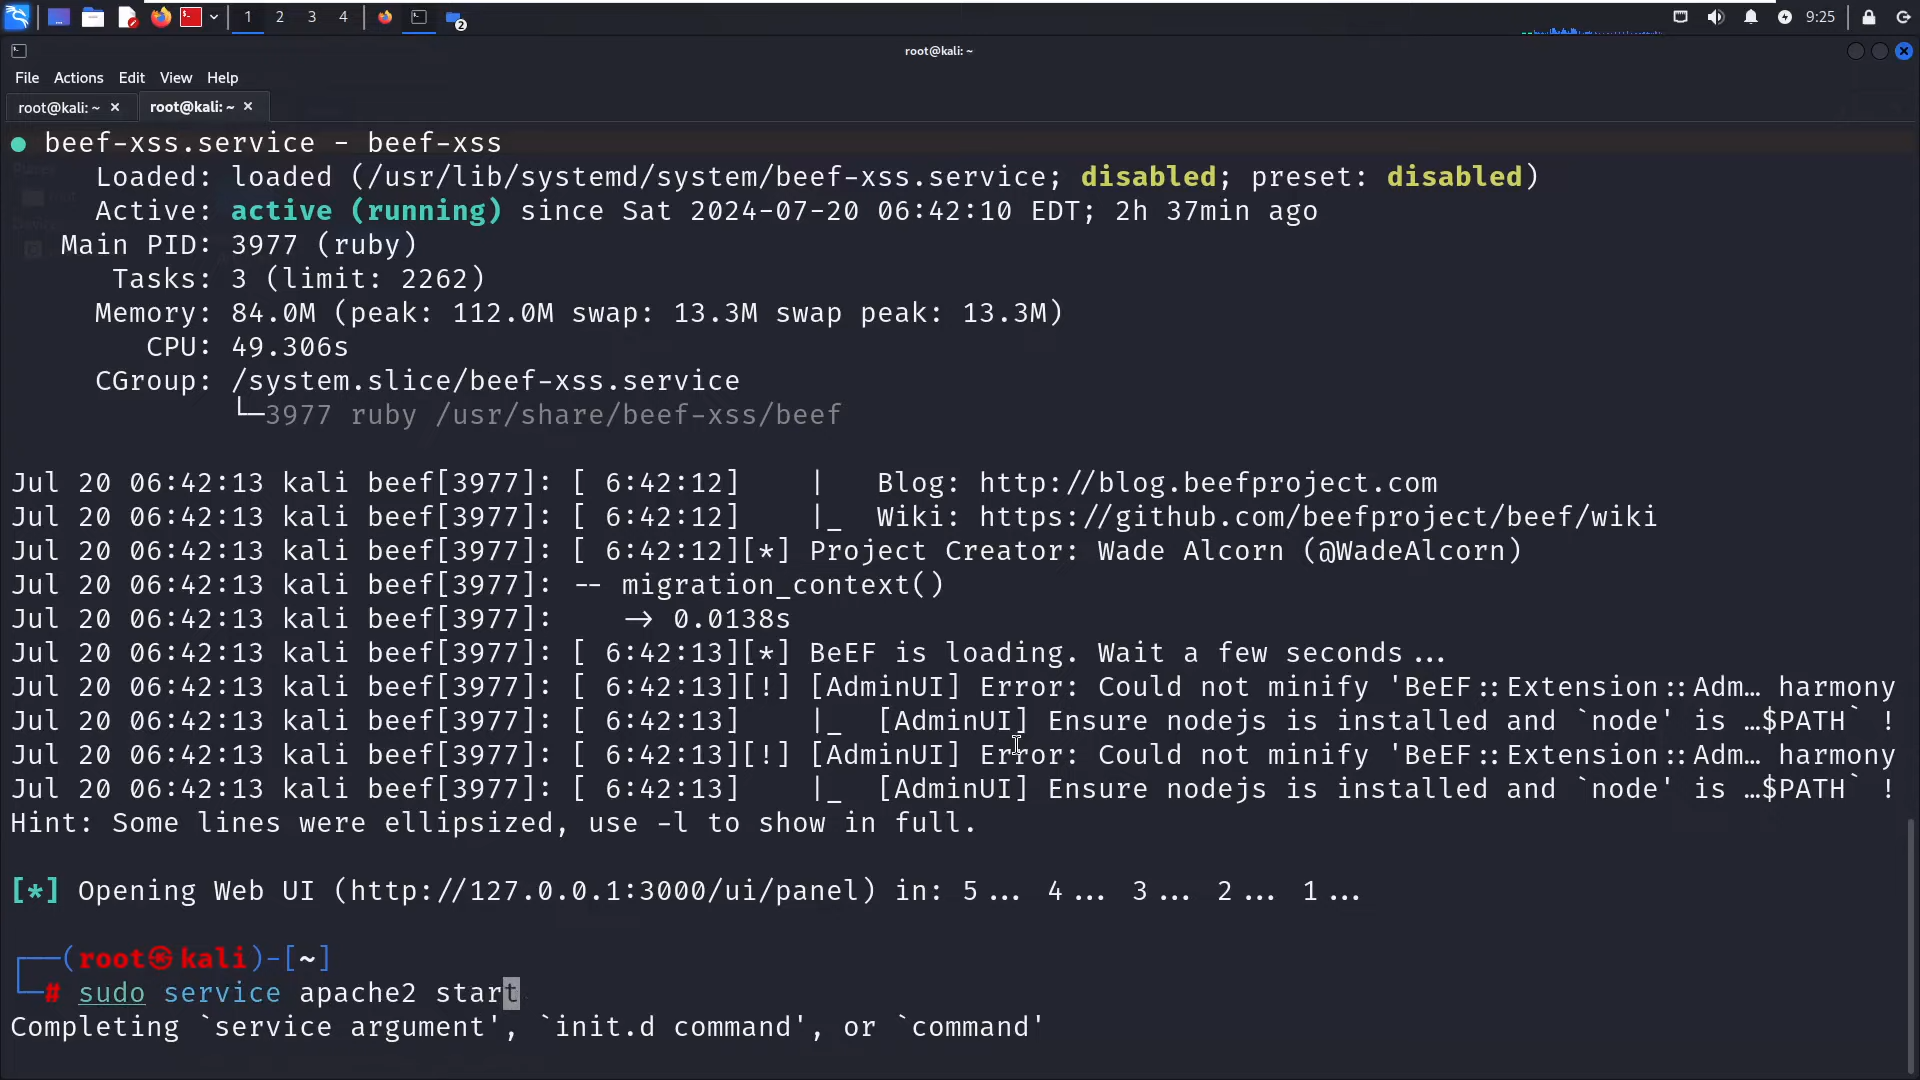 1 2 3 4 2 9:25
root@kali: ~
File Actions Edit View Help
root@kali: ~ × root@kali: ~ ×
● beef-xss.service - beef-xss
Loaded: loaded (/usr/lib/systemd/system/beef-xss.service; disabled; preset: disabled)
Active: active (running) since Sat 2024-07-20 06:42:10 EDT; 2h 37min ago
Main PID: 3977 (ruby)
Tasks: 3 (limit: 2262)
Memory: 84.0M (peak: 112.0M swap: 13.3M swap peak: 13.3M)
CPU: 49.306s
CGroup: /system.slice/beef-xss.service
└─3977 ruby /usr/share/beef-xss/beef
Jul 20 06:42:13 kali beef[3977]: [ 6:42:12]    |   Blog: http://blog.beefproject.com
Jul 20 06:42:13 kali beef[3977]: [ 6:42:12]    |_  Wiki: https://github.com/beefproject/beef/wiki
Jul 20 06:42:13 kali beef[3977]: [ 6:42:12][*] Project Creator: Wade Alcorn (@WadeAlcorn)
Jul 20 06:42:13 kali beef[3977]: -- migration_context()
Jul 20 06:42:13 kali beef[3977]:    -> 0.0138s
Jul 20 06:42:13 kali beef[3977]: [ 6:42:13][*] BeEF is loading. Wait a few seconds...
Jul 20 06:42:13 kali beef[3977]: [ 6:42:13][!] [AdminUI] Error: Could not minify 'BeEF::Extension::Adm… harmony
Jul 20 06:42:13 kali beef[3977]: [ 6:42:13]    |_  [AdminUI] Ensure nodejs is installed and `node' is …$PATH` !
Jul 20 06:42:13 kali beef[3977]: [ 6:42:13][!] [AdminUI] Error: Could not minify 'BeEF::Extension::Adm… harmony
Jul 20 06:42:13 kali beef[3977]: [ 6:42:13]    |_  [AdminUI] Ensure nodejs is installed and `node' is …$PATH` !
Hint: Some lines were ellipsized, use -l to show in full.
[*] Opening Web UI (http://127.0.0.1:3000/ui/panel) in: 5... 4... 3... 2... 1...
┌──(root㉿kali)-[~]
└─# sudo service apache2 start
Completing `service argument', `init.d command', or `command'